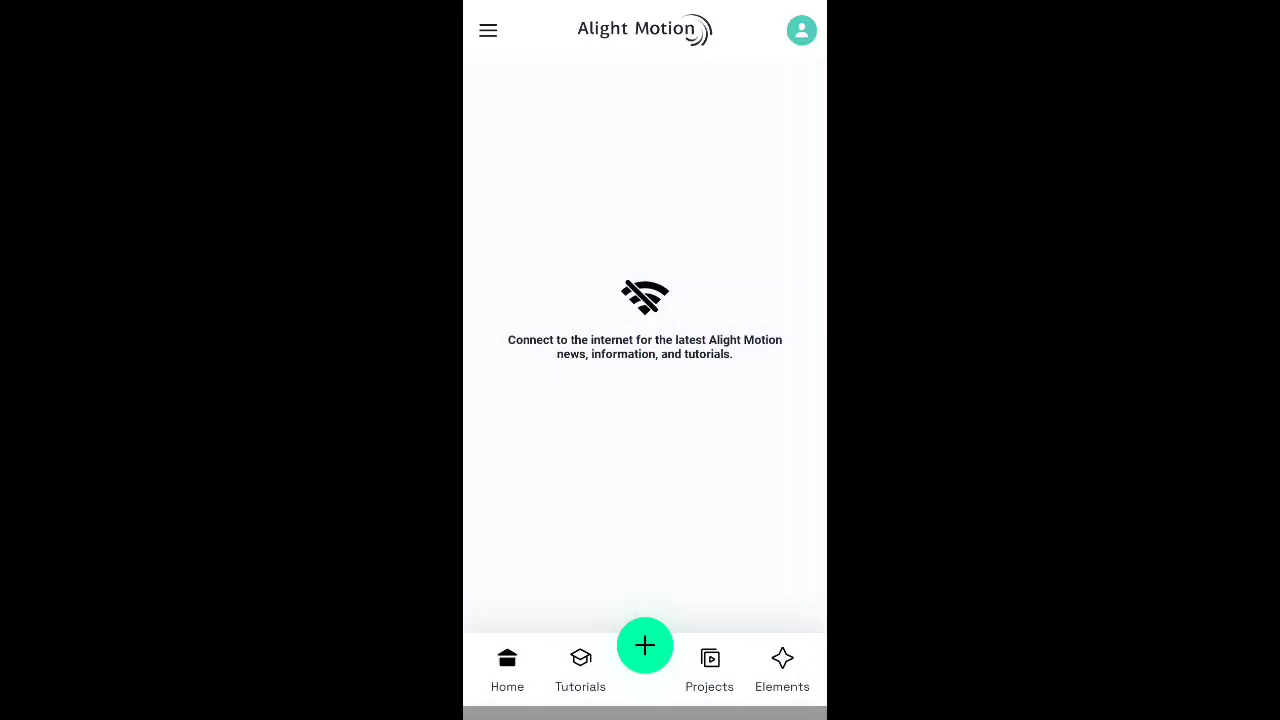 Alight Motion
Connect to the internet for the latest Alight Motion
news, information, and tutorials.
Home
Tutorials
Projects
Elements